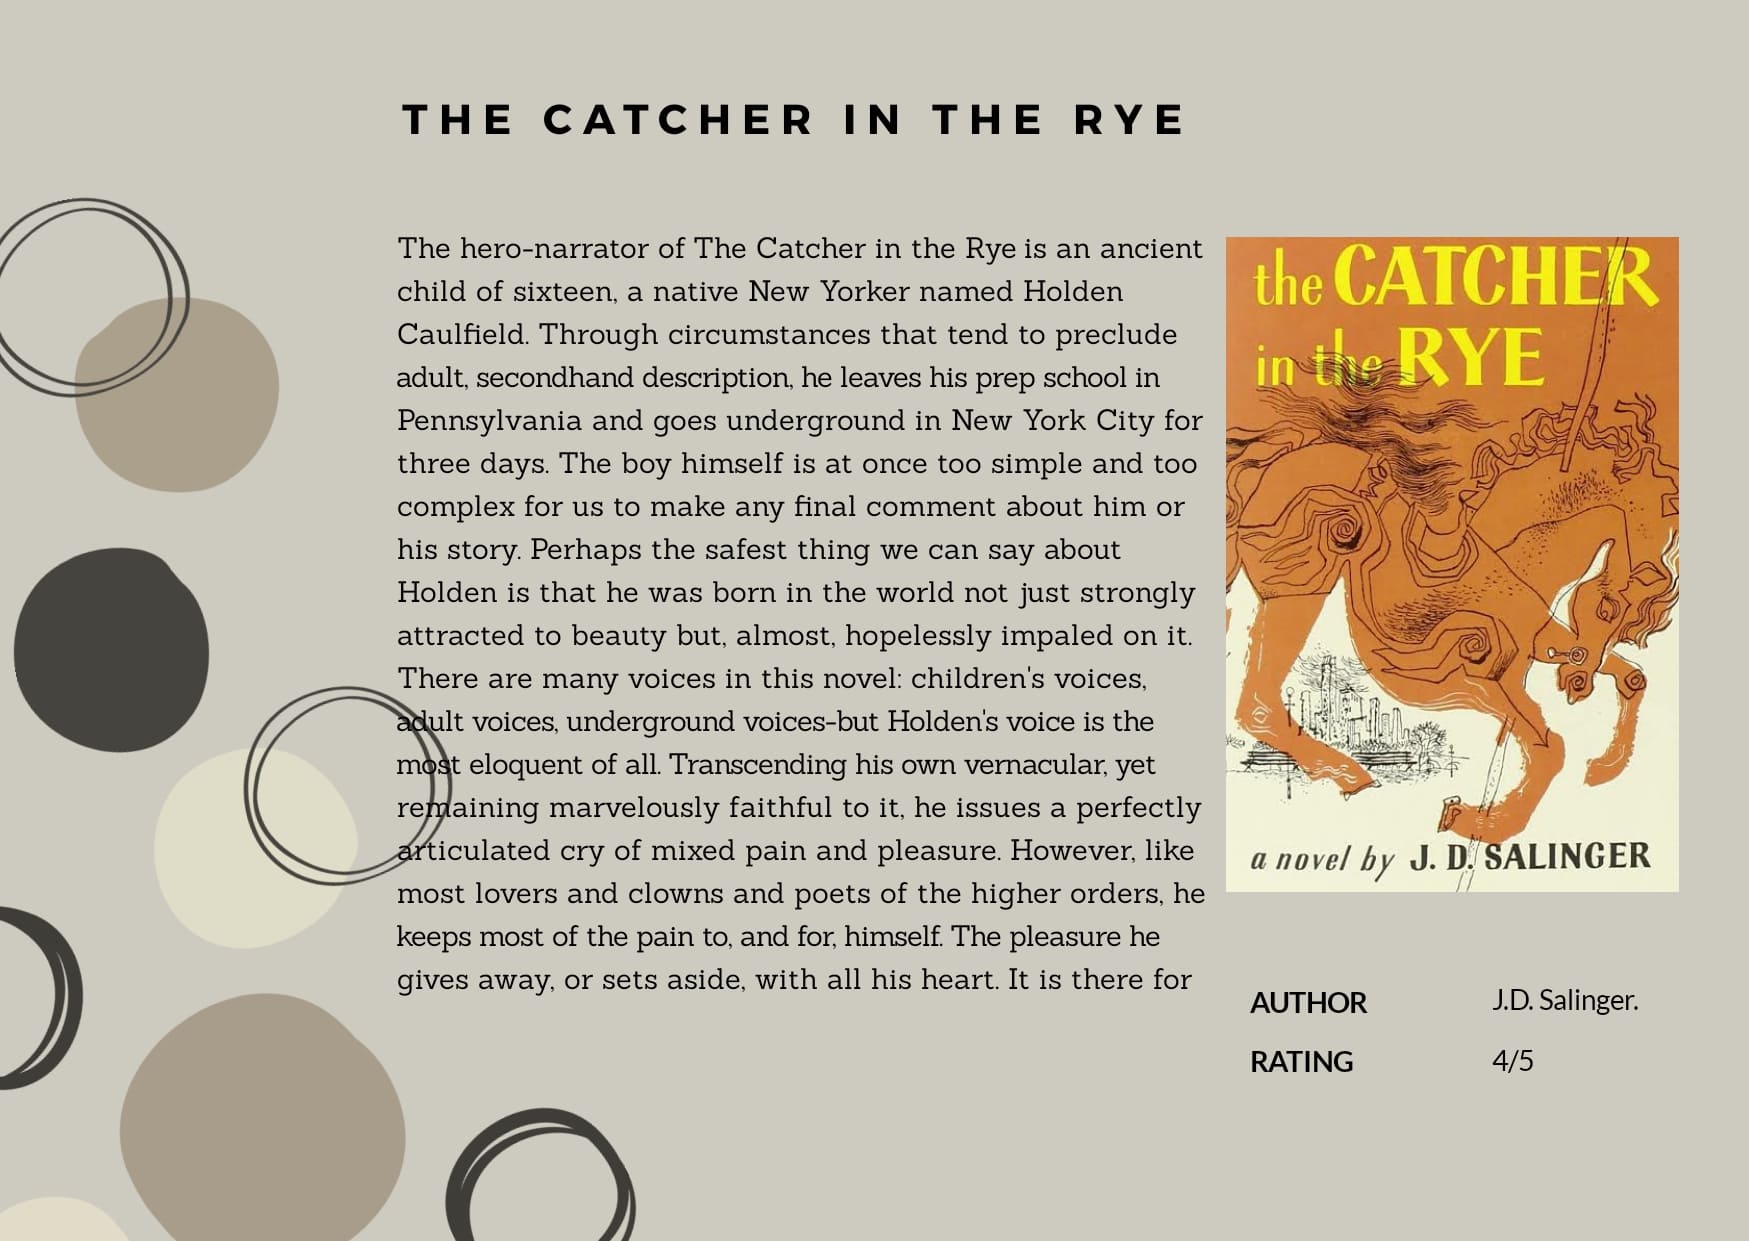 THE CATCHER IN THE RYE
The hero-narrator of The Catcher in the Rye is an ancient
child of sixteen, a native New Yorker named Holden
Caulfield. Through circumstances that tend to preclude
adult, secondhand description, he leaves his prep school in
Pennsylvania and goes underground in New York City for
three days. The boy himself is at once too simple and too
complex for us to make any final comment about him or
his story. Perhaps the safest thing we can say about
Holden is that he was born in the world not just strongly
attracted to beauty but, almost, hopelessly impaled on it.
There are many voices in this novel: children's voices,
adult voices, underground voices-but Holden's voice is the
most eloquent of all. Transcending his own vernacular, yet
remaining marvelously faithful to it, he issues a perfectly
articulated cry of mixed pain and pleasure. However, like
most lovers and clowns and poets of the higher orders, he
keeps most of the pain to, and for, himself. The pleasure he
gives away, or sets aside, with all his heart. It is there for
the CATCHER
in the RYE
a novel by J. D. SALINGER
AUTHOR J.D. Salinger.
RATING 4/5